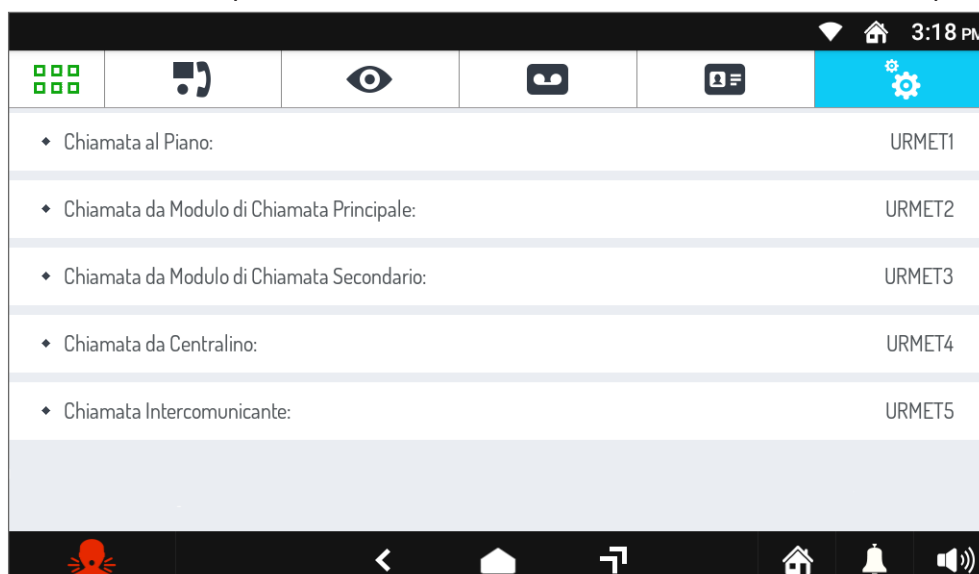 3:18 PM
Chiamata al Piano: URMET1
Chiamata da Modulo di Chiamata Principale: URMET2
Chiamata da Modulo di Chiamata Secondario: URMET3
Chiamata da Centralino: URMET4
Chiamata Intercomunicante: URMET5